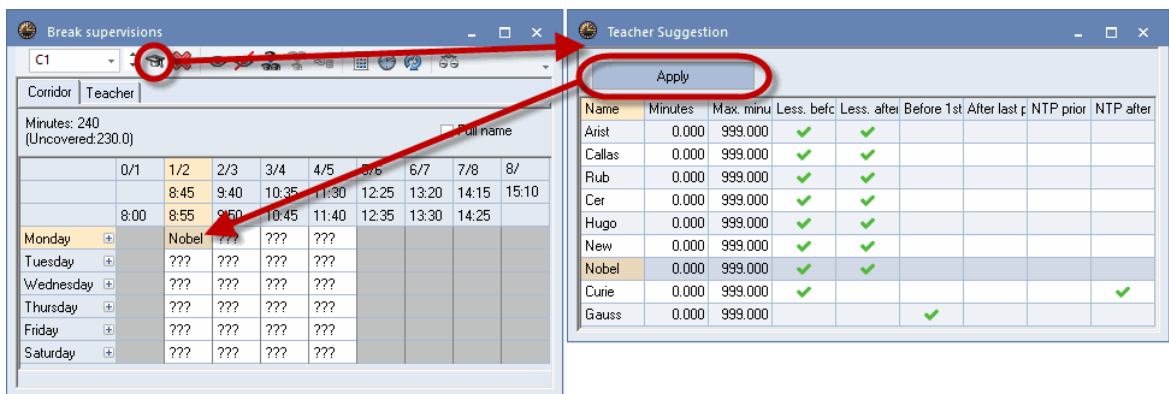 Break supervisions
C1
Corridor Teacher
Minutes: 240
(Uncovered:230.0)
Full name
0/1 1/2 2/3 3/4 4/5 5/6 6/7 7/8 8/
8:45 9:40 10:35 11:30 12:25 13:20 14:15 15:10
8:00 8:55 9:50 10:45 11:40 12:35 13:30 14:25
Monday Nobel ??? ??? ???
Tuesday ??? ??? ??? ???
Wednesday ??? ??? ??? ???
Thursday ??? ??? ??? ???
Friday ??? ??? ??? ???
Saturday ??? ??? ??? ???
Teacher Suggestion
Apply
Name Minutes Max. minu Less. befc Less. after Before 1st After last p NTP prior NTP after
Arist 0.000 999.000
Callas 0.000 999.000
Rub 0.000 999.000
Cer 0.000 999.000
Hugo 0.000 999.000
New 0.000 999.000
Nobel 0.000 999.000
Curie 0.000 999.000
Gauss 0.000 999.000